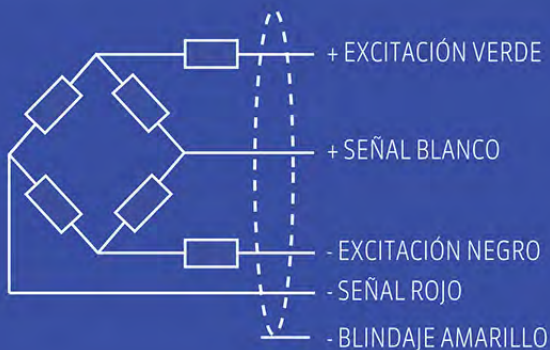 + EXCITACIÓN VERDE
+ SEÑAL BLANCO
- EXCITACIÓN NEGRO
- SEÑAL ROJO
- BLINDAJE AMARILLO